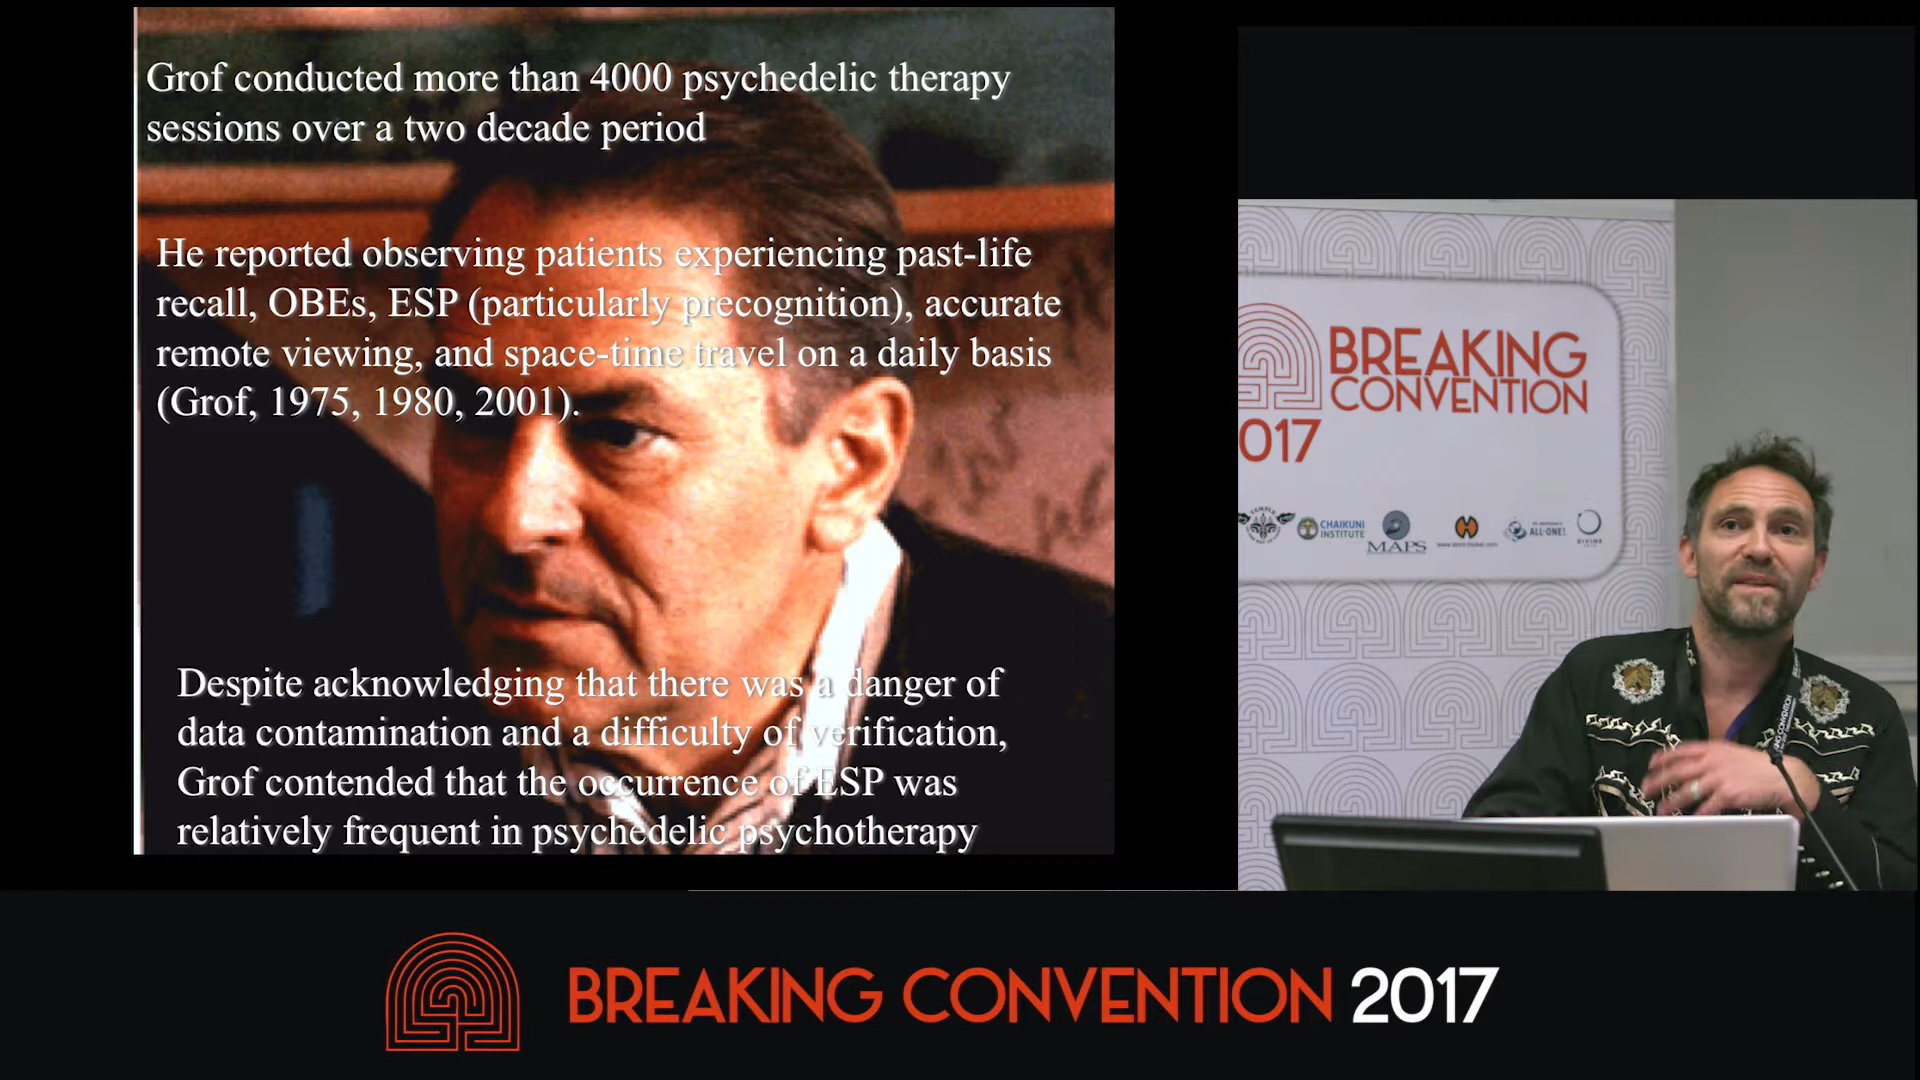 Grof conducted more than 4000 psychedelic therapy
sessions over a two decade period
He reported observing patients experiencing past-life
recall, OBEs, ESP (particularly precognition), accurate
remote viewing, and space-time travel on a daily basis
(Grof, 1975, 1980, 2001).
Despite acknowledging that there was a danger of
data contamination and a difficulty of verification,
Grof contended that the occurrence of ESP was
relatively frequent in psychedelic psychotherapy
BREAKING
CONVENTION
017
CHAIKUNI
INSTITUTE
MAPS
ALL-ONE!
BREAKING CONVENTION 2017